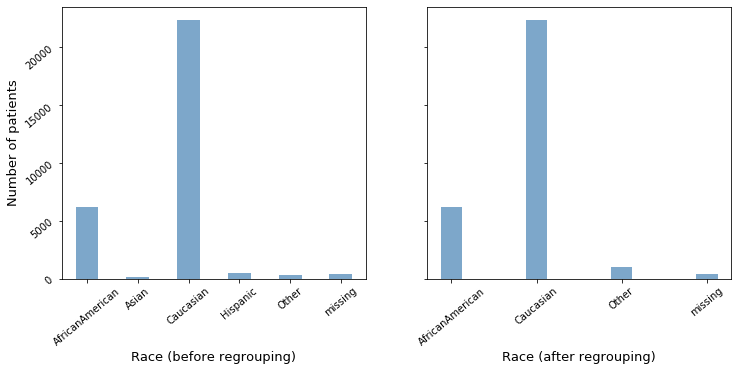 Number of patients
20000
15000
10000
5000
0
AfricanAmerican
Asian
Caucasian
Hispanic
Other
missing
Race (before regrouping)
AfricanAmerican
Caucasian
Other
missing
Race (after regrouping)